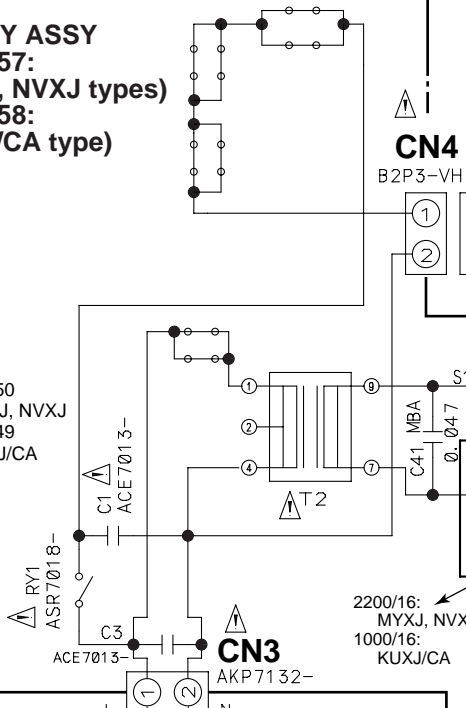 Y ASSY
57:
, NVXJ types)
58:
/CA type)
CN4
B2P3-VH
1
2
50
J, NVXJ
49
J/CA
1
2
4
9
7
T2
C41 MBA
0.047
C1
ACE7013-
RY1
ASR7018-
C3
ACE7013-
CN3
AKP7132-
1
2
2200/16:
MYXJ, NVX
1000/16:
KUXJ/CA